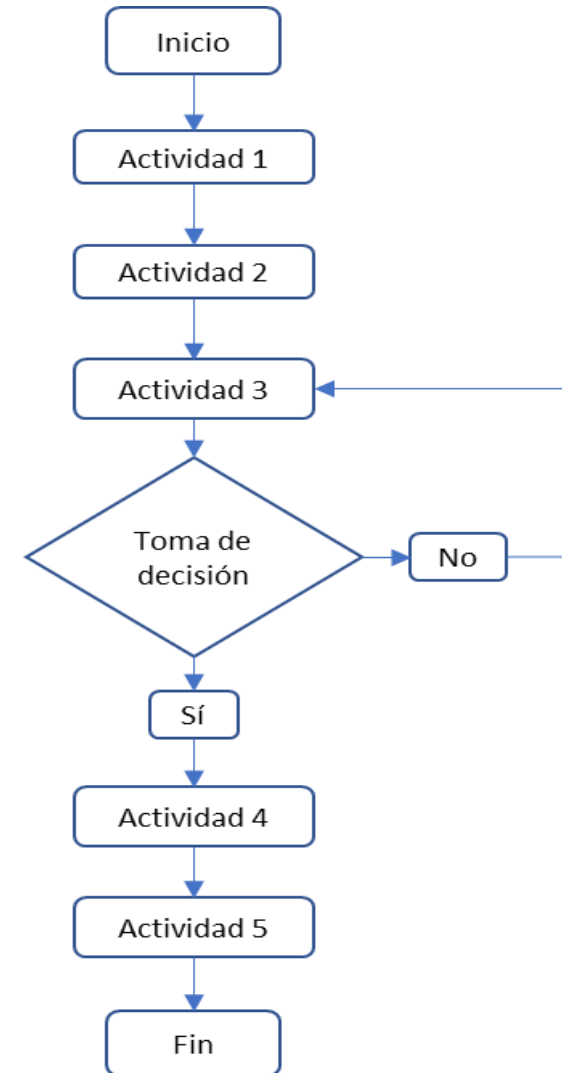 Inicio
Actividad 1
Actividad 2
Actividad 3
Toma de
decisión
No
Sí
Actividad 4
Actividad 5
Fin